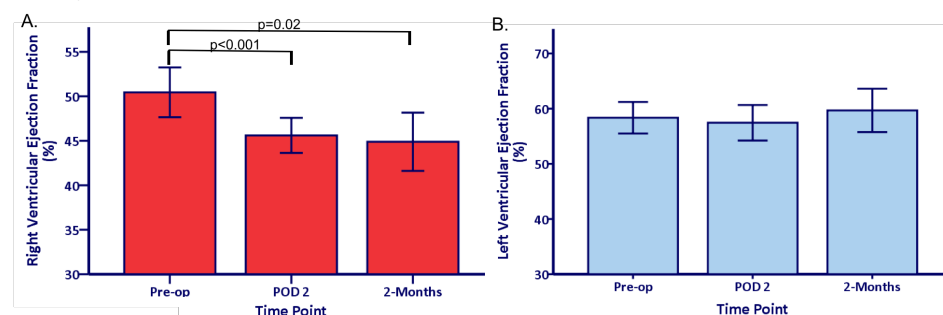 A.
p=0.02
p<0.001
Right Ventricular Ejection Fraction
(%)
55
50
45
40
35
30
Pre-op
POD 2
2-Months
Time Point
B.
Left Ventricular Ejection Fraction
(%)
70
60
50
40
30
Pre-op
POD 2
2-Months
Time Point